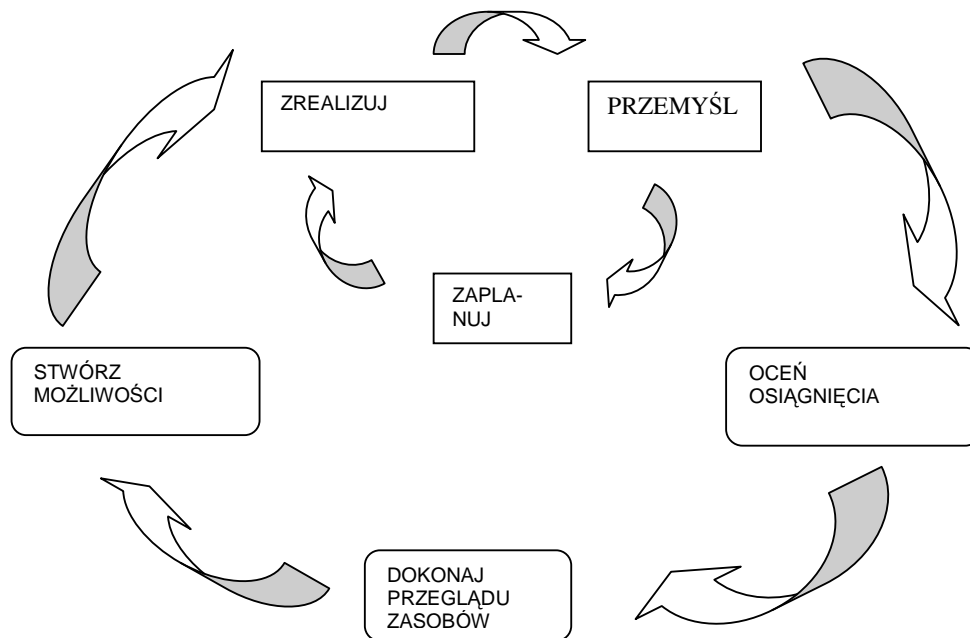 ZREALIZUJ
PRZEMYŚL
ZAPLA-
NUJ
STWÓRZ
MOŻLIWOŚCI
OCEŃ
OSIĄGNIĘCIA
DOKONAJ
PRZEGLĄDU
ZASOBÓW